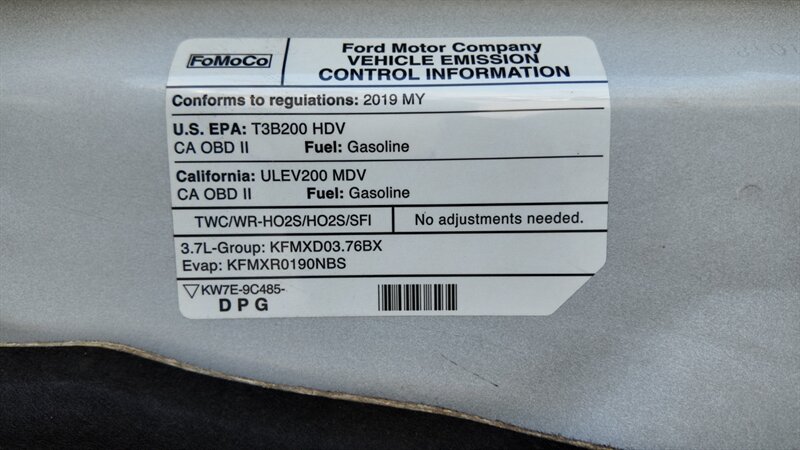 FoMoCo
Ford Motor Company
VEHICLE EMISSION
CONTROL INFORMATION
Conforms to regulations: 2019 MY
U.S. EPA: T3B200 HDV
CA OBD II Fuel: Gasoline
California: ULEV200 MDV
CA OBD II Fuel: Gasoline
TWC/WR-HO2S/HO2S/SFI No adjustments needed.
3.7L-Group: KFMXD03.76BX
Evap: KFMXR0190NBS
KW7E-9C485-
DPG